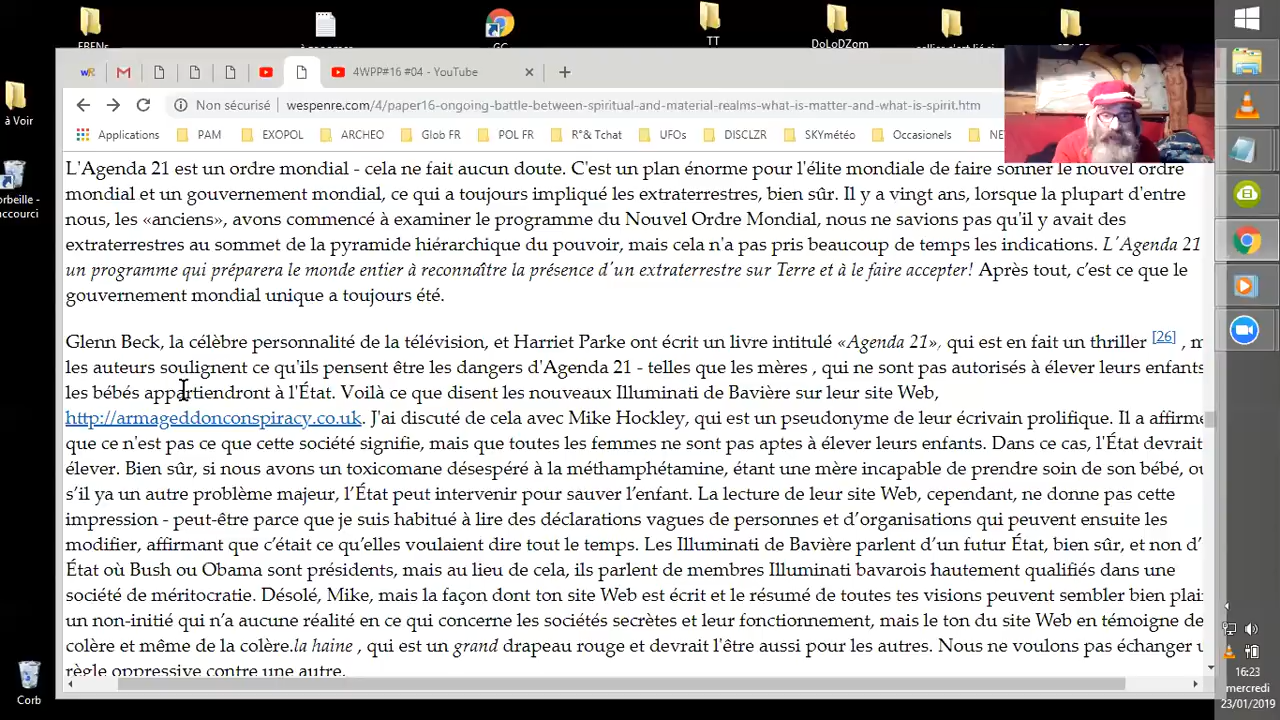 TT
DoLoDZom
à Voir
orbeille -
accourci
Corb
4WPP#16 #04 - YouTube
Non sécurisé
wespenre.com/4/paper16-ongoing-battle-between-spiritual-and-material-realms-what-is-matter-and-what-is-spirit.htm
Applications PAM EXOPOL ARCHEO Glob FR POL FR R°& Tchat UFOs DISCLZR SKYmétéo Occasionels
L'Agenda 21 est un ordre mondial- cela ne fait aucun doute. C'est un plan énorme pour l'élite mondiale de faire sonner le nouvel ordre
mondial et un gouvernement mondial, ce qui a toujours impliqué les extraterrestres, bien sûr. Il y a vingt ans, lorsque la plupart d'entre
nous, les «anciens», avons commencé à examiner le programme du Nouvel Ordre Mondial, nous ne savions pas qu'il y avait des
extraterrestres au sommet de la pyramide hiérarchique du pouvoir, mais cela n'a pas pris beaucoup de temps les indications. L'Agenda 21
un programme qui préparera le monde entier à reconnaître la présence d'un extraterrestre sur Terre et à le faire accepter! Après tout, c'est ce que le
gouvernement mondial unique a toujours été.
Glenn Beck, la célèbre personnalité de la télévision, et Harriet Parke ont écrit un livre intitulé «Agenda 21», qui est en fait un thriller [26] , m
les auteurs soulignent ce qu'ils pensent être les dangers d'Agenda 21 - telles que les mères , qui ne sont pas autorisés à élever leurs enfants
les bébés appartiendront à l'État. Voilà ce que disent les nouveaux Illuminati de Bavière sur leur site Web,
http://armageddonconspiracy.co.uk. J'ai discuté de cela avec Mike Hockley, qui est un pseudonyme de leur écrivain prolifique. Il a affirme
que ce n'est pas ce que cette société signifie, mais que toutes les femmes ne sont pas aptes à élever leurs enfants. Dans ce cas, l'État devrait
élever. Bien sûr, si nous avons un toxicomane désespéré à la méthamphétamine, étant une mère incapable de prendre soin de son bébé, ou
s'il ya un autre problème majeur, l'État peut intervenir pour sauver l'enfant. La lecture de leur site Web, cependant, ne donne pas cette
impression - peut-être parce que je suis habitué à lire des déclarations vagues de personnes et d'organisations qui peuvent ensuite les
modifier, affirmant que c'était ce qu'elles voulaient dire tout le temps. Les Illuminati de Bavière parlent d'un futur État, bien sûr, et non d'
État où Bush ou Obama sont présidents, mais au lieu de cela, ils parlent de membres Illuminati bavarois hautement qualifiés dans une
société de méritocratie. Désolé, Mike, mais la façon dont ton site Web est écrit et le résumé de toutes tes visions peuvent sembler bien plai
un non-initié qui n'a aucune réalité en ce qui concerne les sociétés secrètes et leur fonctionnement, mais le ton du site Web en témoigne de
colère et même de la colère.la haine , qui est un grand drapeau rouge et devrait l'être aussi pour les autres. Nous ne voulons pas échanger u
règle oppressive contre une autre.
16:23
mercredi
23/01/2019